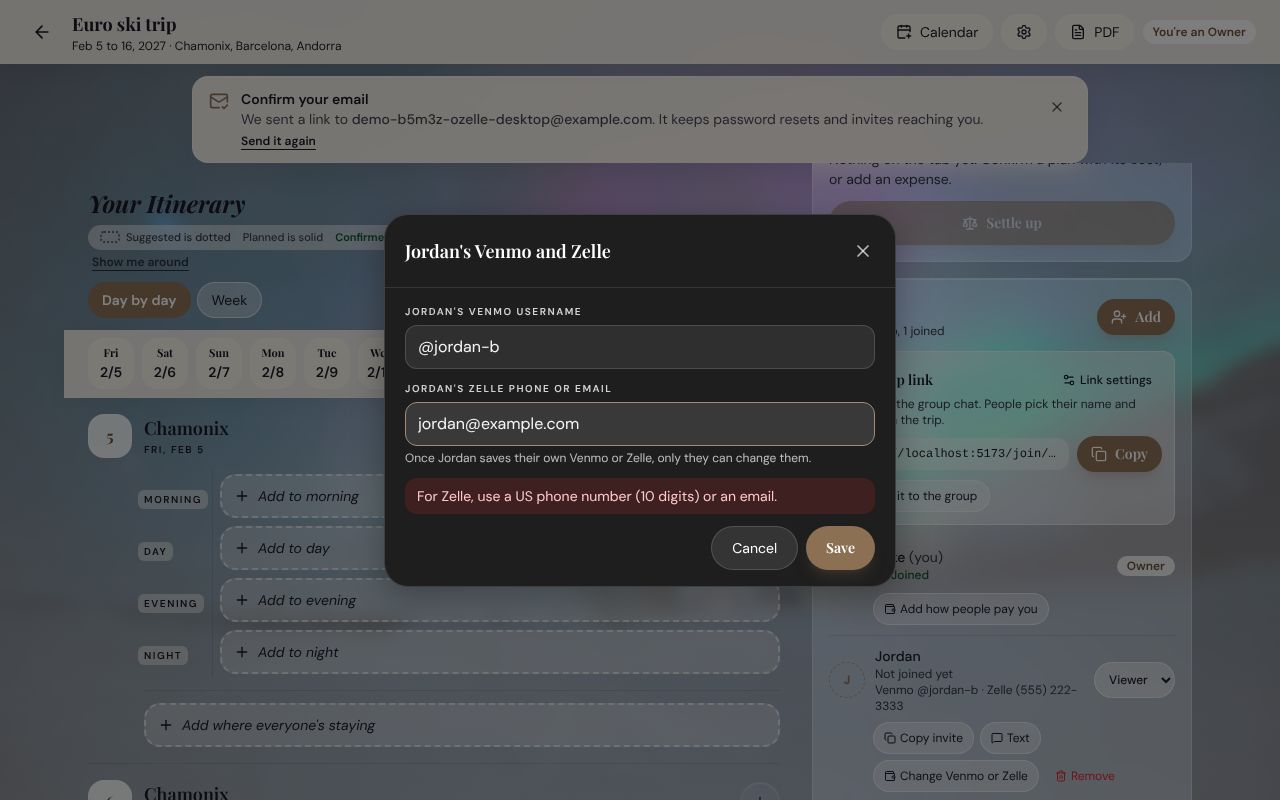 Euro ski trip
Feb 5 to 16, 2027 · Chamonix, Barcelona, Andorra
Calendar
PDF
You're an Owner
Confirm your email
We sent a link to demo-b5m3z-ozelle-desktop@example.com. It keeps password resets and invites reaching you.
Send it again
or add an expense.
Settle up
Your Itinerary
Suggested is dotted Planned is solid
Show me around
Day by day
Week
Fri 2/5
Sat 2/6
Sun 2/7
Mon 2/8
Tue 2/9
Jordan's Venmo and Zelle
JORDAN'S VENMO USERNAME
@jordan-b
JORDAN'S ZELLE PHONE OR EMAIL
jordan@example.com
Once Jordan saves their own Venmo or Zelle, only they can change them.
For Zelle, use a US phone number (10 digits) or an email.
Cancel
Save
, 1 joined
Add
link
Link settings
the group chat. People pick their name and
the trip.
/localhost:5173/join/…
Copy
it to the group
5
Chamonix
FRI, FEB 5
MORNING
Add to morning
DAY
Add to day
EVENING
Add to evening
NIGHT
Add to night
Add where everyone's staying
Chamonix
(you)
Joined
Owner
Add how people pay you
J
Jordan
Not joined yet
Venmo @jordan-b · Zelle (555) 222-
3333
Viewer
Copy invite
Text
Change Venmo or Zelle
Remove